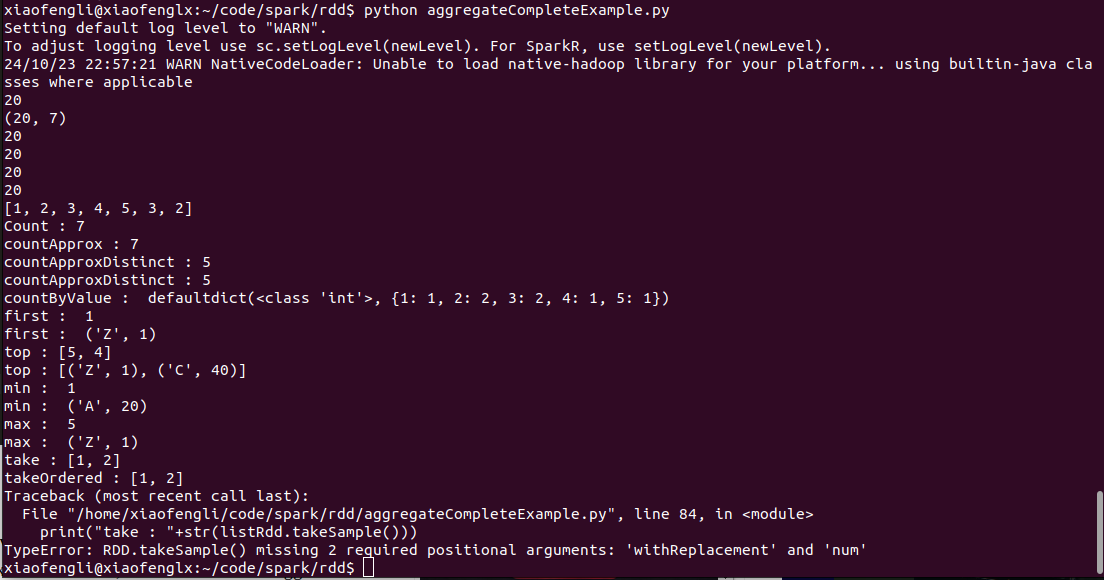 xiaofengli@xiaofenglx:~/code/spark/rdd$ python aggregateCompleteExample.py
Setting default log level to "WARN".
To adjust logging level use sc.setLogLevel(newLevel). For SparkR, use setLogLevel(newLevel).
24/10/23 22:57:21 WARN NativeCodeLoader: Unable to load native-hadoop library for your platform... using builtin-java cla
sses where applicable
20
(20, 7)
20
20
20
20
[1, 2, 3, 4, 5, 3, 2]
Count : 7
countApprox : 7
countApproxDistinct : 5
countApproxDistinct : 5
countByValue :  defaultdict(<class 'int'>, {1: 1, 2: 2, 3: 2, 4: 1, 5: 1})
first :  1
first :  ('Z', 1)
top : [5, 4]
top : [('Z', 1), ('C', 40)]
min :  1
min :  ('A', 20)
max :  5
max :  ('Z', 1)
take : [1, 2]
takeOrdered : [1, 2]
Traceback (most recent call last):
  File "/home/xiaofengli/code/spark/rdd/aggregateCompleteExample.py", line 84, in <module>
    print("take : "+str(listRdd.takeSample()))
TypeError: RDD.takeSample() missing 2 required positional arguments: 'withReplacement' and 'num'
xiaofengli@xiaofenglx:~/code/spark/rdd$